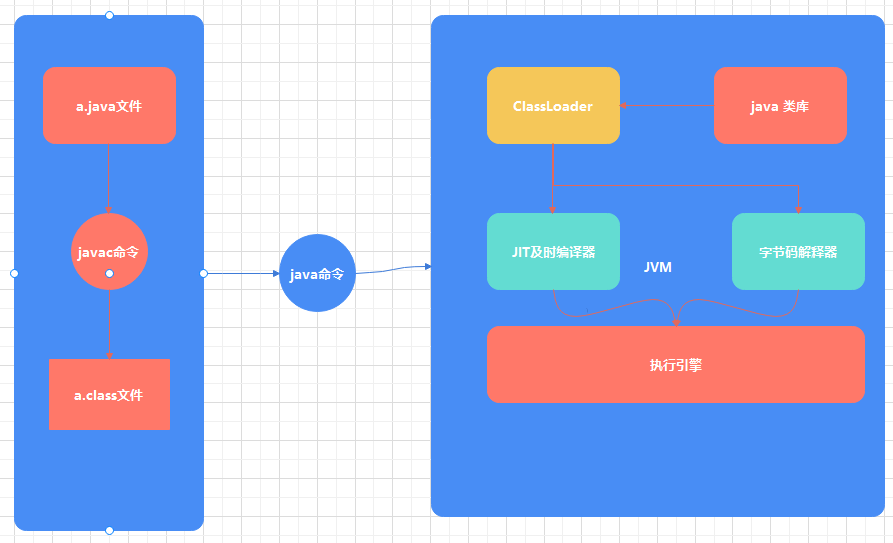 a.java文件
javac命令
a.class文件
java命令
ClassLoader
java 类库
JIT及时编译器
JVM
字节码解释器
执行引擎